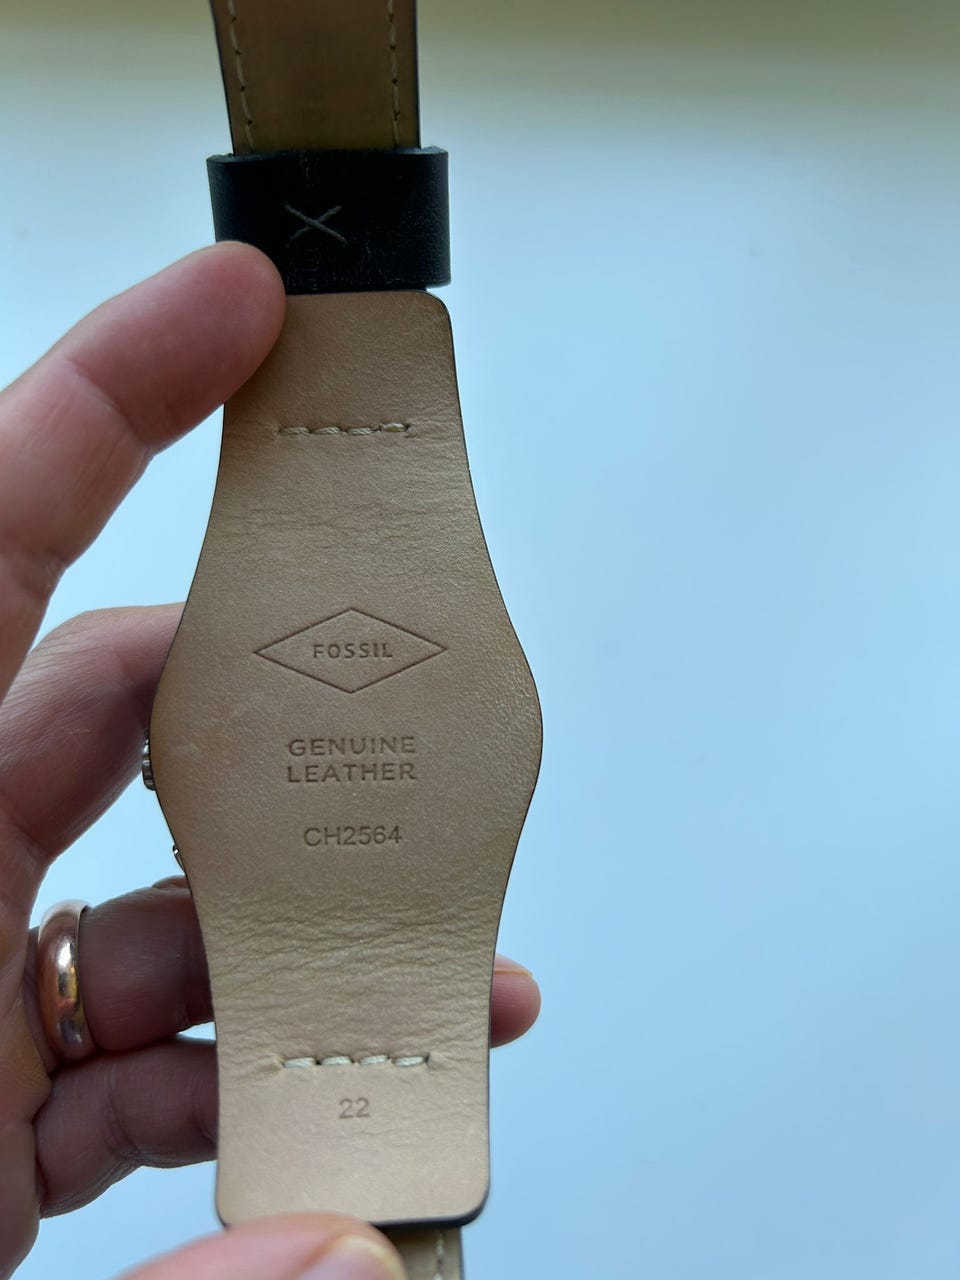 FOSSIL
GENUINE
LEATHER
CH2564
22